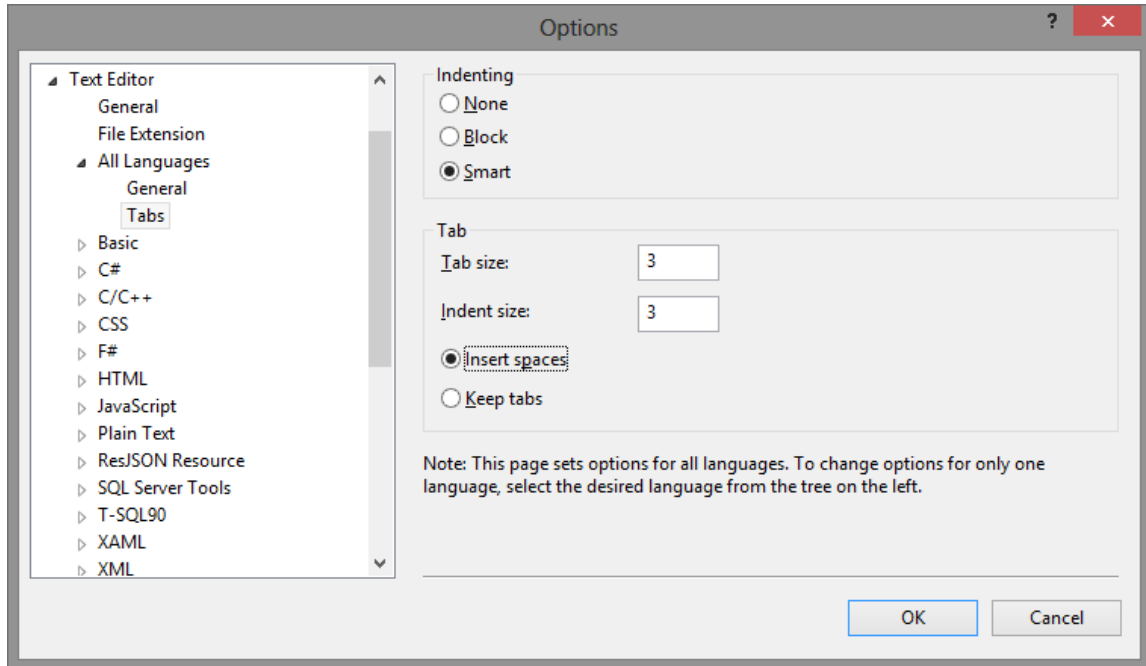 Options
?
Text Editor
General
File Extension
All Languages
General
Tabs
Basic
C#
C/C++
CSS
F#
HTML
JavaScript
Plain Text
ResJSON Resource
SQL Server Tools
T-SQL90
XAML
XML
Indenting
None
Block
Smart
Tab
Tab size:
3
Indent size:
3
Insert spaces
Keep tabs
Note: This page sets options for all languages. To change options for only one
language, select the desired language from the tree on the left.
OK
Cancel